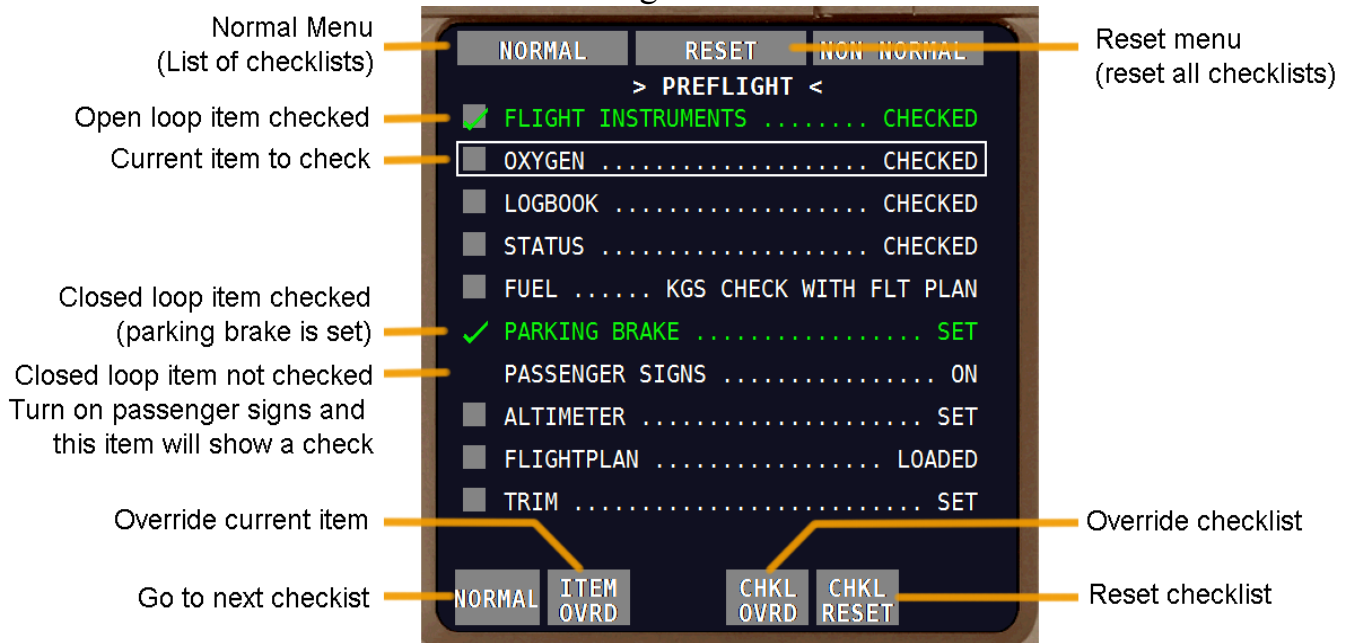 Normal Menu
(List of checklists)
Open loop item checked
Current item to check
Closed loop item checked
(parking brake is set)
Closed loop item not checked
Turn on passenger signs and
this item will show a check
Override current item
Go to next checkist
NORMAL RESET NON NORMAL
> PREFLIGHT <
FLIGHT INSTRUMENTS ........ CHECKED
OXYGEN .................... CHECKED
LOGBOOK ................... CHECKED
STATUS .................... CHECKED
FUEL ...... KGS CHECK WITH FLT PLAN
PARKING BRAKE ................. SET
PASSENGER SIGNS ................ ON
ALTIMETER ..................... SET
FLIGHTPLAN ................. LOADED
TRIM .......................... SET
NORMAL
ITEM
OVRD
CHKL
OVRD
CHKL
RESET
Reset menu
(reset all checklists)
Override checklist
Reset checklist